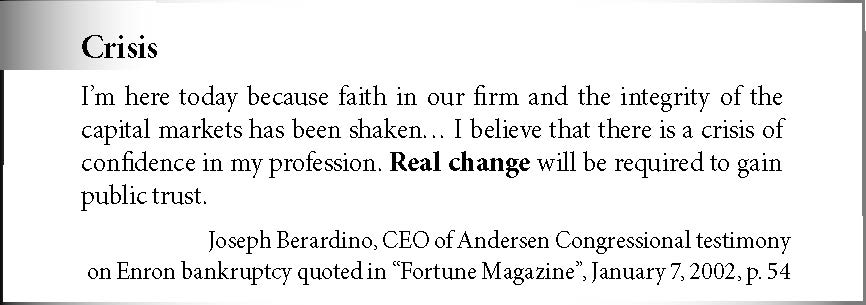 Crisis
I’m here today because faith in our firm and the integrity of the
capital markets has been shaken… I believe that there is a crisis of
confidence in my profession. Real change will be required to gain
public trust.
Joseph Berardino, CEO of Andersen Congressional testimony
on Enron bankruptcy quoted in “Fortune Magazine”, January 7, 2002, p. 54